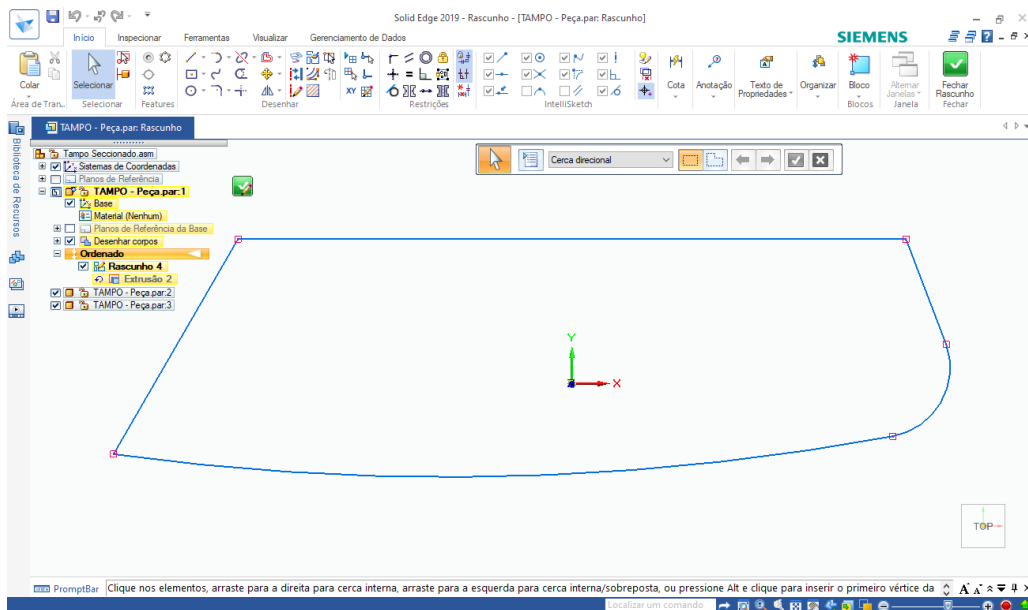 Solid Edge 2019 - Rascunho - [TAMPO - Peça.par: Rascunho]
Início Inspecionar Ferramentas Visualizar Gerenciamento de Dados SIEMENS
Colar Selecionar Cota Anotação Texto de Propriedades Organizar Bloco Alternar Janelas Fechar Rascunho
Área de Tran... Selecionar Features Desenhar Restrições IntelliSketch Blocos Janela Fechar
TAMPO - Peça.par: Rascunho
Biblioteca de Recursos
Tampo Seccionado.asm
Cerca direcional
Sistemas de Coordenadas
Planos de Referência
TAMPO - Peça.par:1
Base
Material (Nenhum)
Planos de Referência da Base
Desenhar corpos
Ordenado
Rascunho 4
Extrusão 2
TAMPO - Peça.par:2
TAMPO - Peça.par:3
Y
X
TOP
PromptBar Clique nos elementos, arraste para a direita para cerca interna, arraste para a esquerda para cerca interna/sobreposta, ou pressione Alt e clique para inserir o primeiro vértice da
Localizar um comando